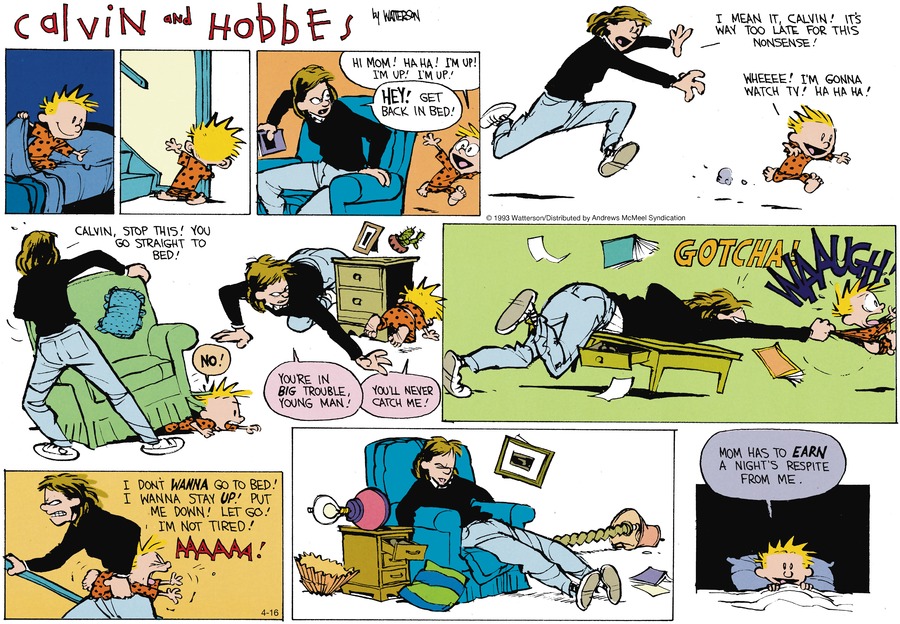 CALVIN AND HOBBES
by WATTERSON
HI MOM! HA HA! I'M UP!
I'M UP! I'M UP!
HEY! GET
BACK IN BED!
I MEAN IT, CALVIN! IT'S
WAY TOO LATE FOR THIS
NONSENSE!
WHEEEE! I'M GONNA
WATCH TV! HA HA HA!
© 1993 Watterson/Distributed by Andrews McMeel Syndication
CALVIN, STOP THIS! YOU
GO STRAIGHT TO
BED!
NO!
YOU'RE IN
BIG TROUBLE,
YOUNG MAN!
YOU'LL NEVER
CATCH ME!
GOTCHA!
WAAUGH!
I DON'T WANNA GO TO BED!
I WANNA STAY UP! PUT
ME DOWN! LET GO!
I'M NOT TIRED!
AAAAAA!
4-16
MOM HAS TO EARN
A NIGHT'S RESPITE
FROM ME.